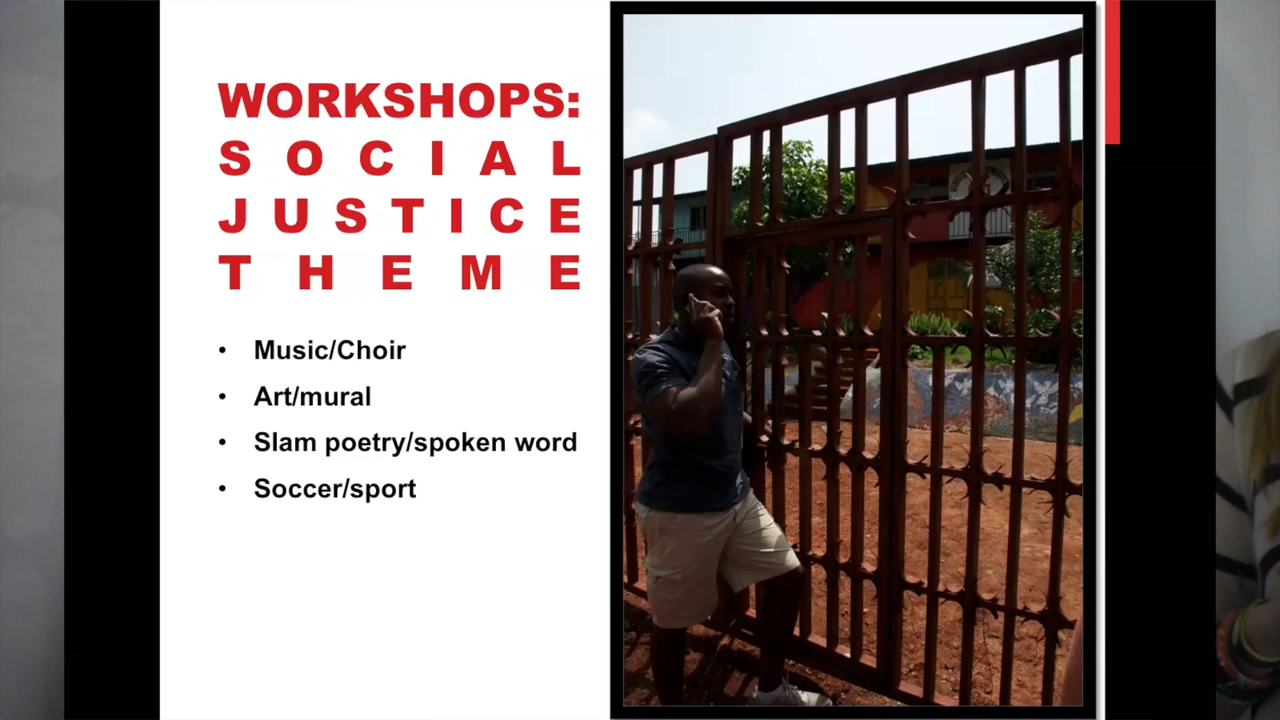 WORKSHOPS:
SOCIAL
JUSTICE
THEME
• Music/Choir
• Art/mural
• Slam poetry/spoken word
• Soccer/sport